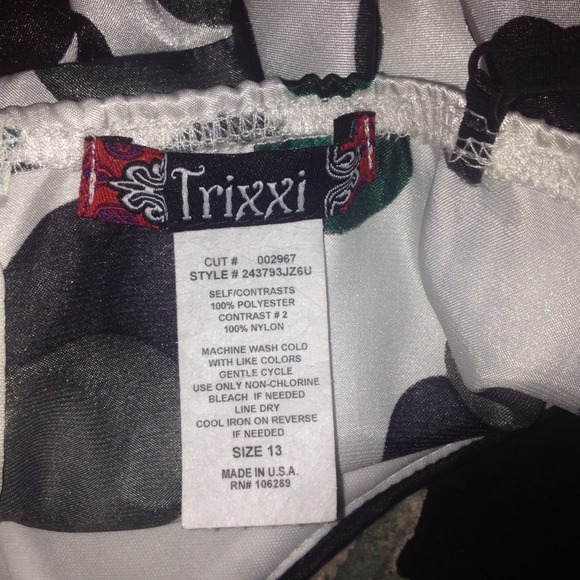 Trixxi
CUT # 002967
STYLE # 243793JZ6U
SELF/CONTRASTS
100% POLYESTER
CONTRAST # 2
100% NYLON
MACHINE WASH COLD
WITH LIKE COLORS
GENTLE CYCLE
USE ONLY NON-CHLORINE
BLEACH IF NEEDED
LINE DRY
COOL IRON ON REVERSE
IF NEEDED
SIZE 13
MADE IN U.S.A.
RN# 106289